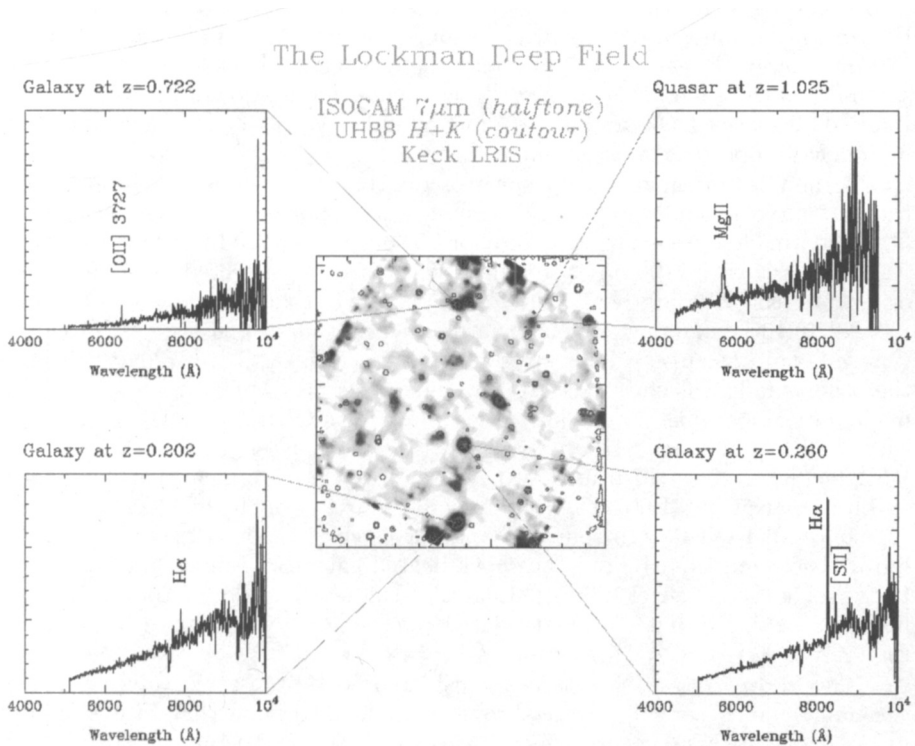 The Lockman Deep Field
ISOCAM 7μm (halftone)
UH88 H+K (coutour)
Keck LRIS
Galaxy at z=0.722
[OII] 3727
4000 6000 8000 10⁴
Wavelength (Å)
Quasar at z=1.025
MgII
4000 6000 8000 10⁴
Wavelength (Å)
Galaxy at z=0.202
Hα
4000 6000 8000 10⁴
Wavelength (Å)
Galaxy at z=0.260
Hα
[SII]
4000 6000 8000 10⁴
Wavelength (Å)